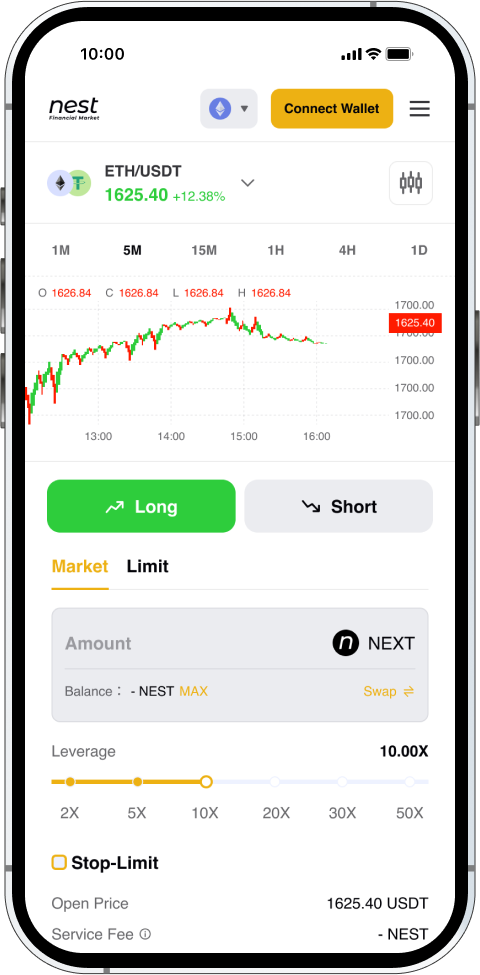 10:00
nest
Financial Market
Connect Wallet
ETH/USDT
1625.40 +12.38%
1M 5M 15M 1H 4H 1D
O 1626.84 C 1626.84 L 1626.84 H 1626.84
1700.00
1625.40
1700.00
1700.00
1700.00
1700.00
13:00 14:00 15:00 16:00
Long Short
Market Limit
Amount n NEXT
Balance： - NEST MAX Swap ⇌
Leverage 10.00X
2X 5X 10X 20X 30X 50X
Stop-Limit
Open Price 1625.40 USDT
Service Fee - NEST